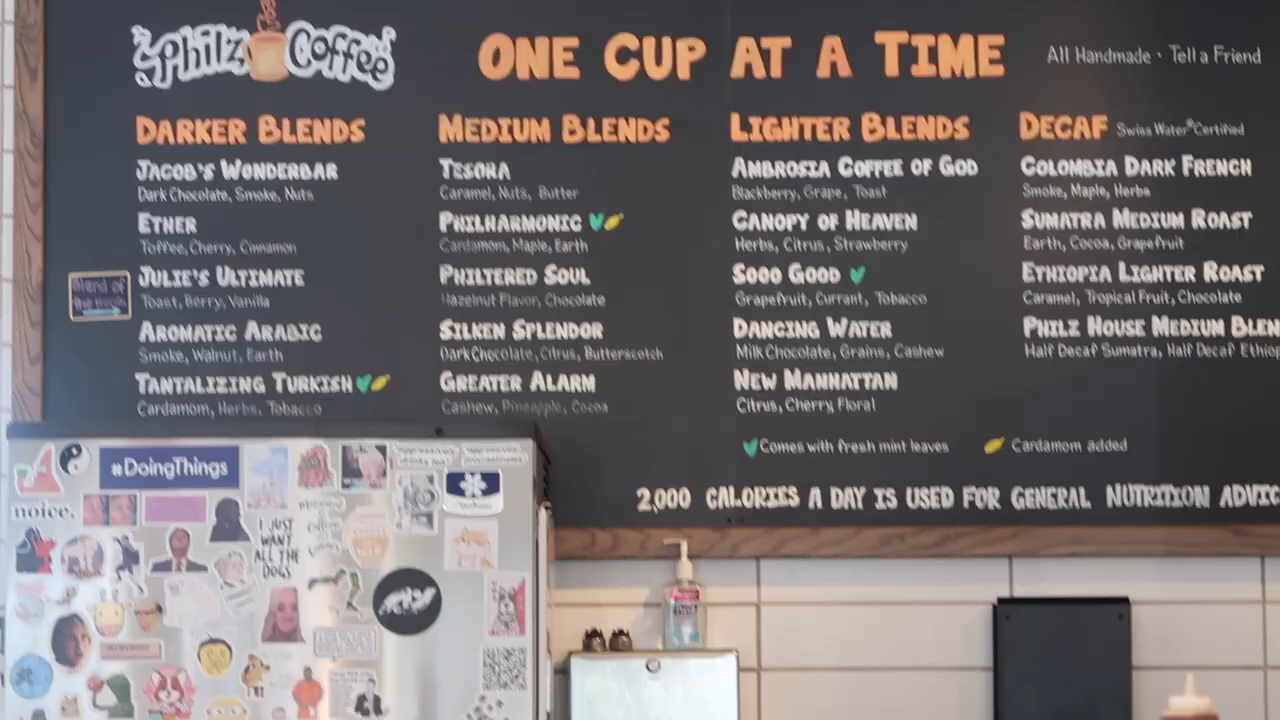 Philz Coffee
ONE CUP AT A TIME
All Handmade · Tell a Friend
DARKER BLENDS
JACOB'S WONDERBAR
Dark Chocolate, Smoke, Nuts
ETHER
Toffee, Cherry, Cinnamon
Blend of the month
JULIE'S ULTIMATE
Toast, Berry, Vanilla
AROMATIC ARABIC
Smoke, Walnut, Earth
TANTALIZING TURKISH
Cardamom, Herbs, Tobacco
MEDIUM BLENDS
TESORA
Caramel, Nuts, Butter
PHILHARMONIC
Cardamom, Maple, Earth
PHILTERED SOUL
Hazelnut Flavor, Chocolate
SILKEN SPLENDOR
Dark Chocolate, Citrus, Butterscotch
GREATER ALARM
Cashew, Pineapple, Cocoa
LIGHTER BLENDS
AMBROSIA COFFEE OF GOD
Blackberry, Grape, Toast
CANOPY OF HEAVEN
Herbs, Citrus, Strawberry
SOOO GOOD
Grapefruit, Currant, Tobacco
DANCING WATER
Milk Chocolate, Grains, Cashew
NEW MANHATTAN
Citrus, Cherry, Floral
DECAF Swiss Water® Certified
COLOMBIA DARK FRENCH
Smoke, Maple, Herbs
SUMATRA MEDIUM ROAST
Earth, Cocoa, Grapefruit
ETHIOPIA LIGHTER ROAST
Caramel, Tropical Fruit, Chocolate
PHILZ HOUSE MEDIUM BLEN
Half Decaf Sumatra, Half Decaf Ethiop
Comes with fresh mint leaves
Cardamom added
2,000 CALORIES A DAY IS USED FOR GENERAL NUTRITION ADVIC
#DoingThings
noice.
I JUST
WANT
ALL THE
DOGS